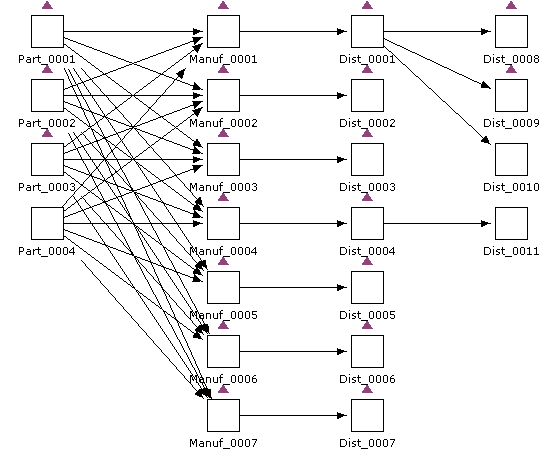 Part_0001 Manuf_0001 Dist_0001 Dist_0008
Part_0002 Manuf_0002 Dist_0002 Dist_0009
Part_0003 Manuf_0003 Dist_0003 Dist_0010
Part_0004 Manuf_0004 Dist_0004 Dist_0011
Manuf_0005 Dist_0005
Manuf_0006 Dist_0006
Manuf_0007 Dist_0007